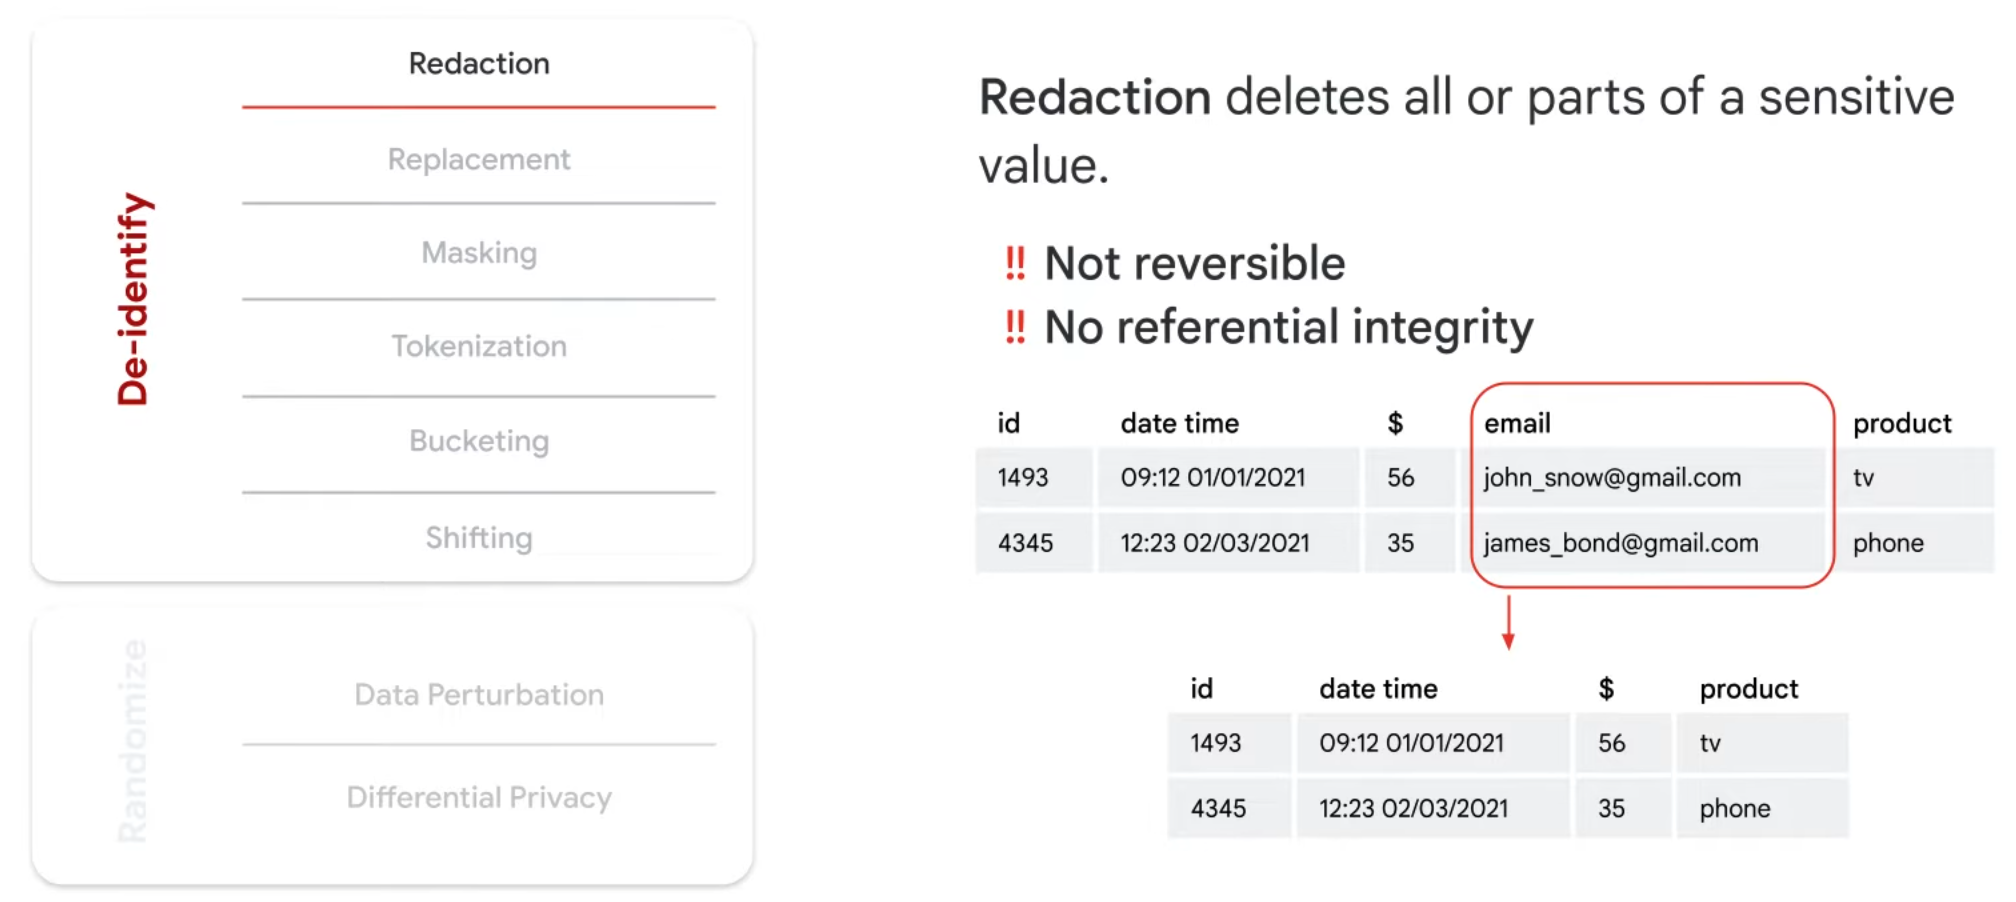 De-identify
Redaction
Replacement
Masking
Tokenization
Bucketing
Shifting
Randomize
Data Perturbation
Differential Privacy
Redaction deletes all or parts of a sensitive
value.
‼ Not reversible
‼ No referential integrity
id date time $ email product
1493 09:12 01/01/2021 56 john_snow@gmail.com tv
4345 12:23 02/03/2021 35 james_bond@gmail.com phone
id date time $ product
1493 09:12 01/01/2021 56 tv
4345 12:23 02/03/2021 35 phone